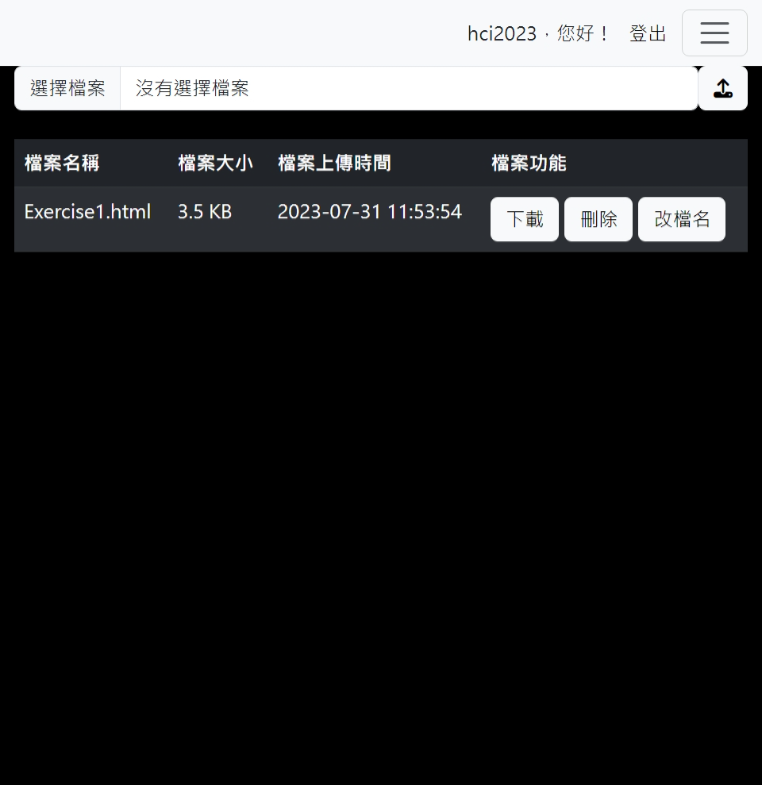 hci2023，您好！ 登出
選擇檔案 沒有選擇檔案
檔案名稱 檔案大小 檔案上傳時間 檔案功能
Exercise1.html 3.5 KB 2023-07-31 11:53:54 下載 刪除 改檔名